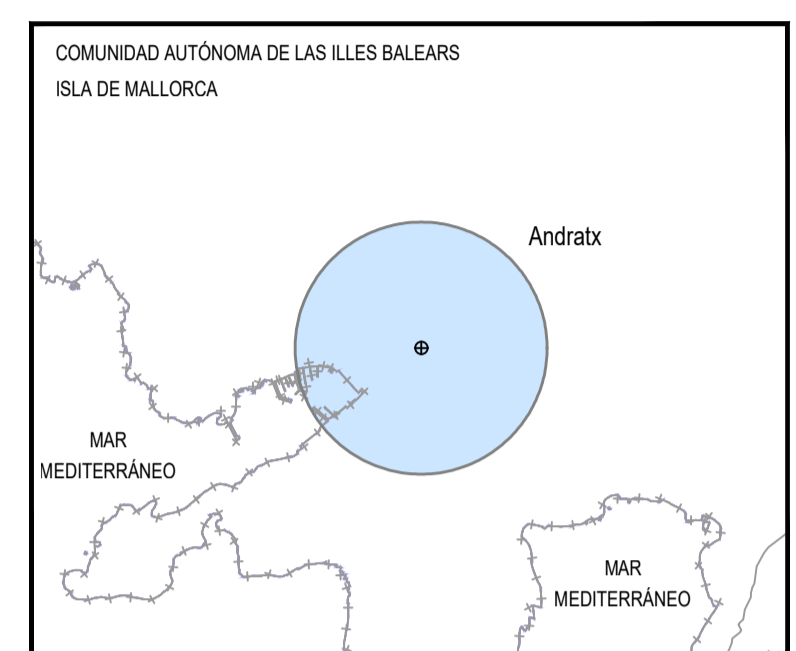 COMUNIDAD AUTÓNOMA DE LAS ILLES BALEARS
ISLA DE MALLORCA
Andratx
MAR
MEDITERRÁNEO
MAR
MEDITERRÁNEO